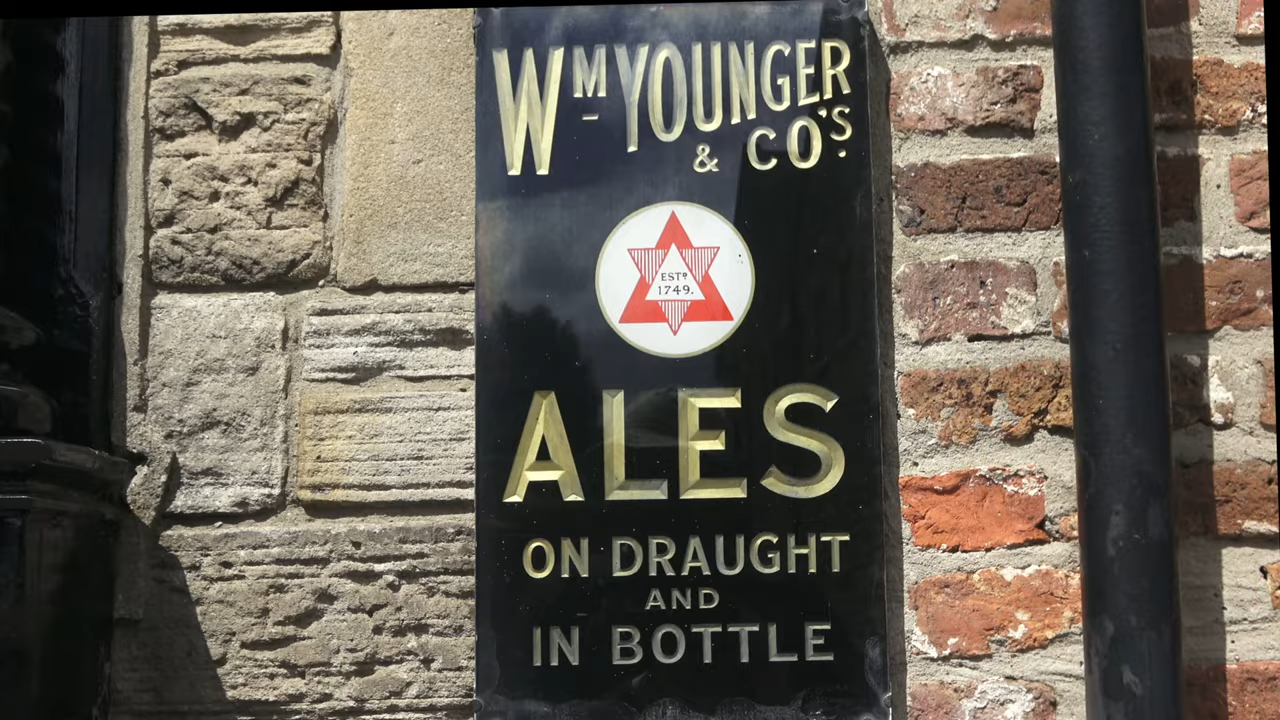 WM YOUNGER
& CO'S.
ESTD
1749.
ALES
ON DRAUGHT
AND
IN BOTTLE